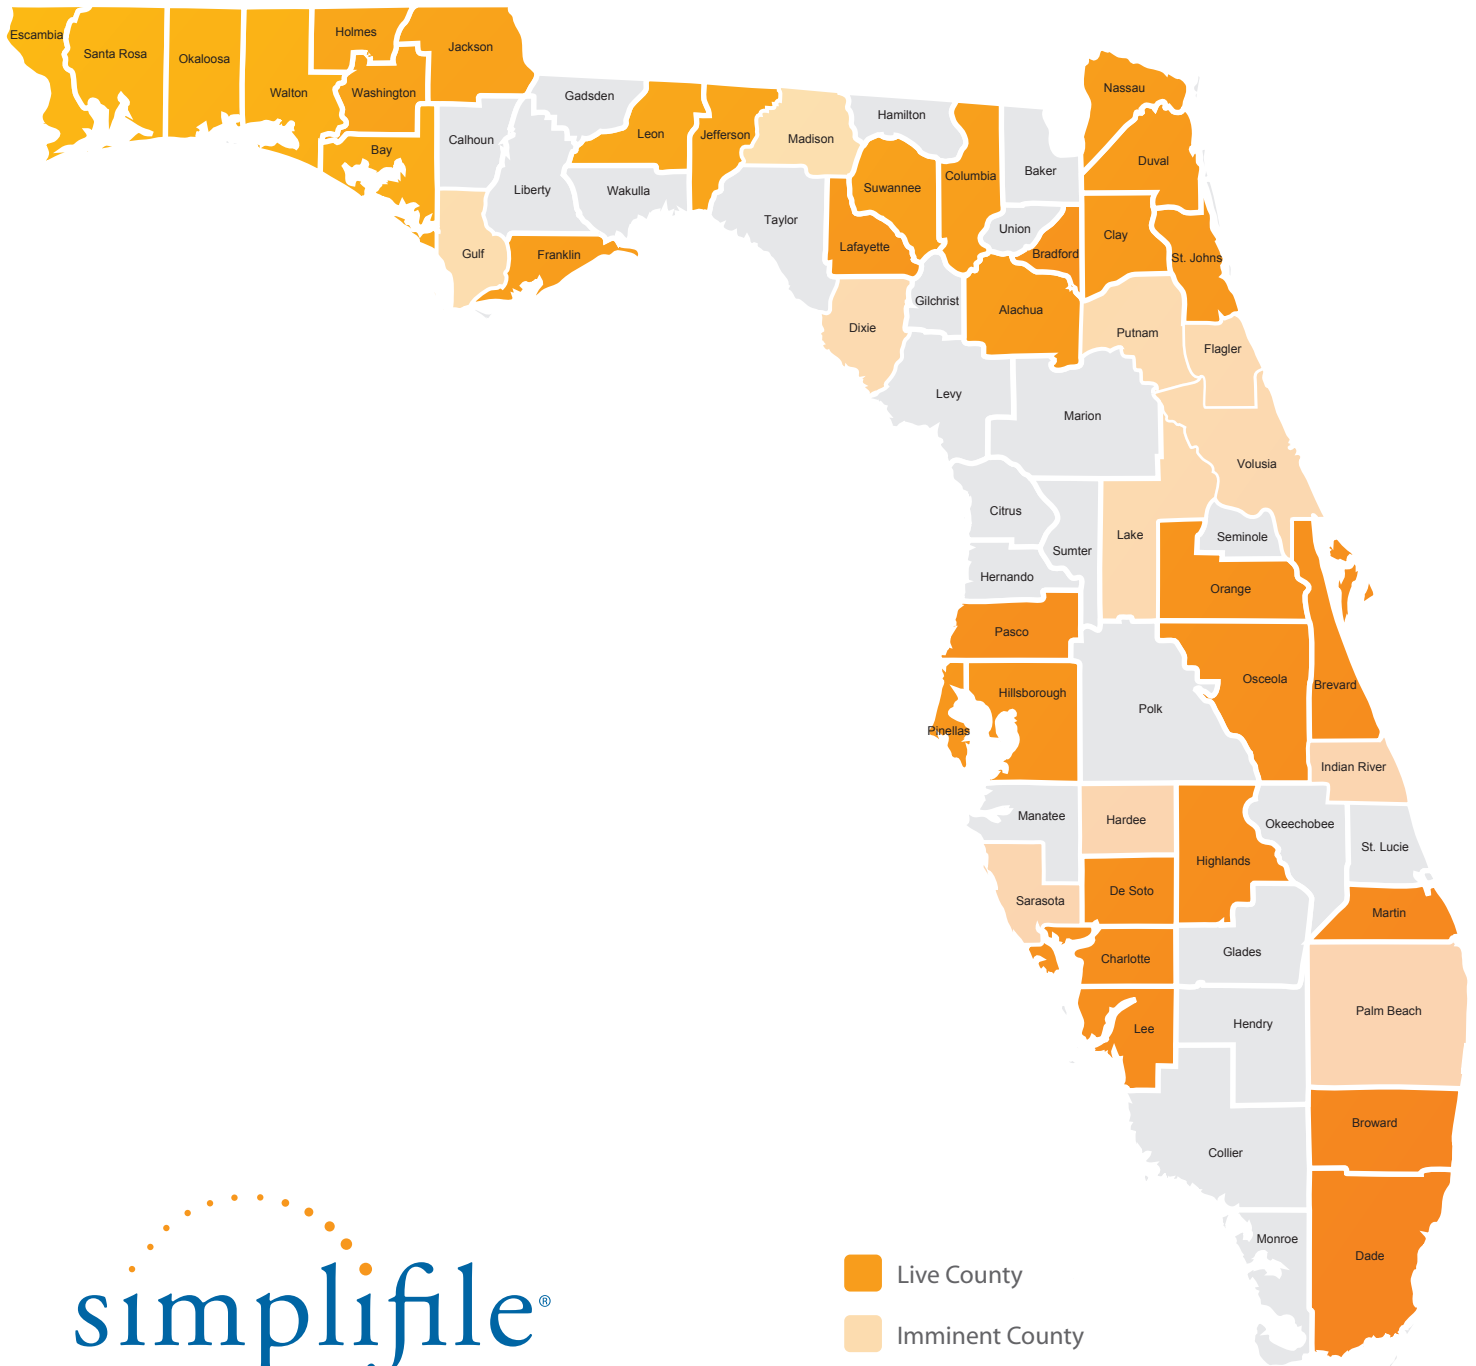 Escambia
Santa Rosa
Okaloosa
Walton
Holmes
Jackson
Washington
Bay
Calhoun
Gadsden
Liberty
Gulf
Franklin
Leon
Wakulla
Jefferson
Madison
Taylor
Hamilton
Suwannee
Lafayette
Columbia
Baker
Union
Bradford
Nassau
Duval
Clay
St. Johns
Gilchrist
Alachua
Dixie
Putnam
Flagler
Levy
Marion
Volusia
Citrus
Sumter
Lake
Seminole
Hernando
Orange
Pasco
Hillsborough
Pinellas
Polk
Osceola
Brevard
Indian River
Manatee
Hardee
Okeechobee
St. Lucie
Highlands
Sarasota
De Soto
Martin
Charlotte
Glades
Lee
Hendry
Palm Beach
Collier
Broward
Monroe
Dade
simplifile®
Live County
Imminent County